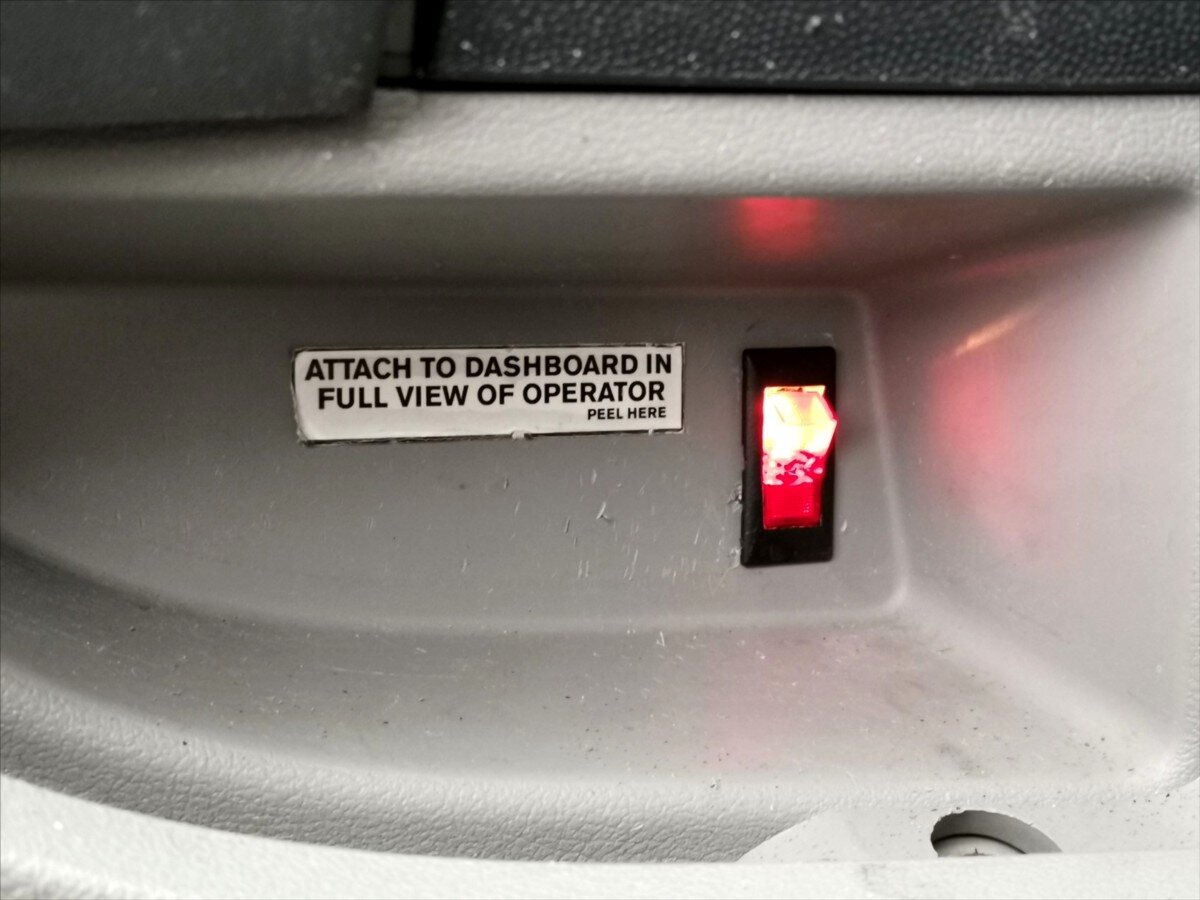 ATTACH TO DASHBOARD IN
FULL VIEW OF OPERATOR
PEEL HERE